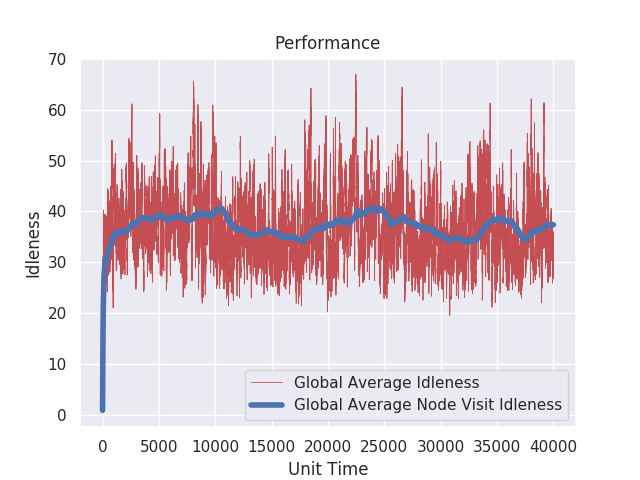 Performance
70
60
50
40
30
20
10
0
Idleness
0 5000 10000 15000 20000 25000 30000 35000 40000
Unit Time
Global Average Idleness
Global Average Node Visit Idleness